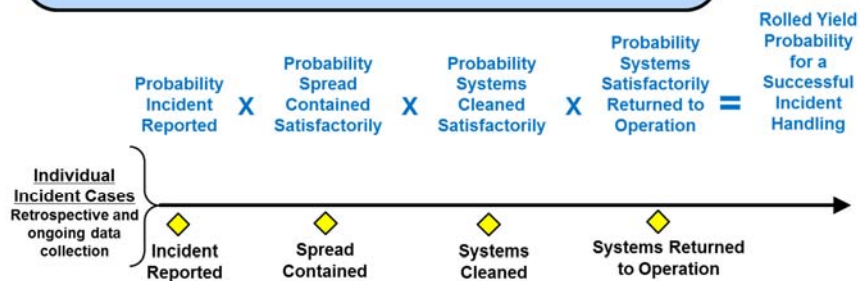 Probability
Incident
Reported
X
Probability
Spread
Contained
Satisfactorily
X
Probability
Systems
Cleaned
Satisfactorily
X
Probability
Systems
Satisfactorily
Returned to
Operation
=
Rolled Yield
Probability
for a
Successful
Incident
Handling
Individual
Incident Cases
Retrospective and
ongoing data
collection
Incident
Reported
Spread
Contained
Systems
Cleaned
Systems Returned
to Operation